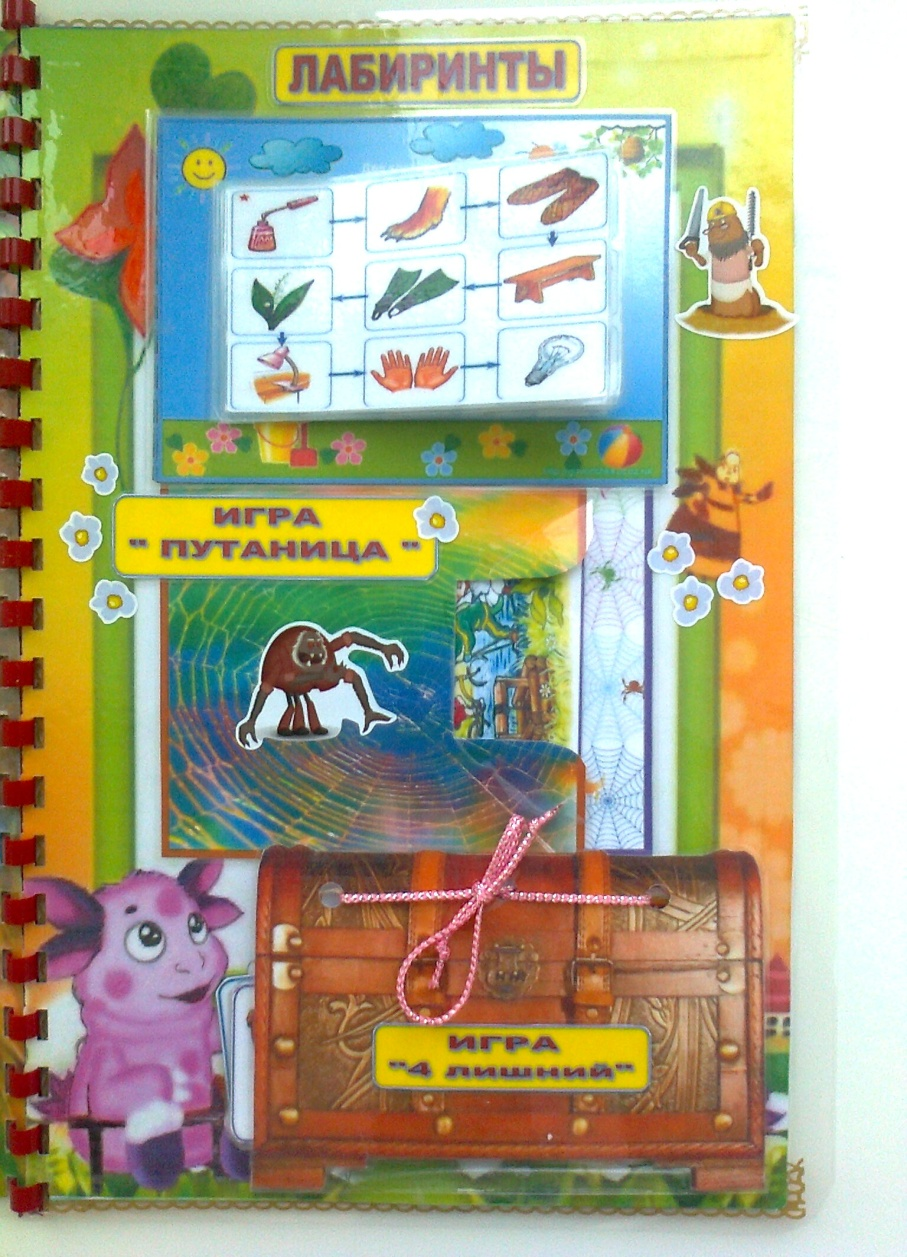 ЛАБИРИНТЫ
ИГРА
" ПУТАНИЦА "
ИГРА
"4 ЛИШНИЙ"